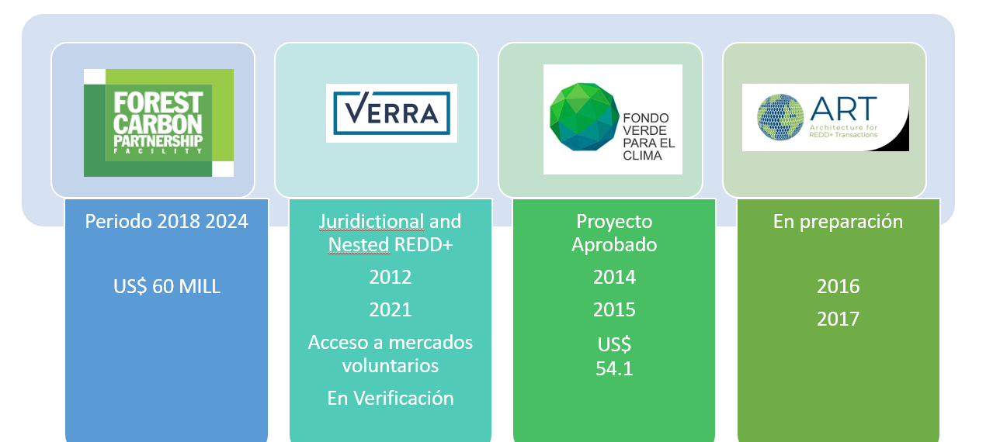 FOREST
CARBON
PARTNERSHIP
FACILITY
Periodo 2018 2024
US$ 60 MILL
VERRA
Juridictional and
Nested REDD+
2012
2021
Acceso a mercados
voluntarios
En Verificación
FONDO
VERDE
PARA EL
CLIMA
Proyecto
Aprobado
2014
2015
US$
54.1
ART
Architecture for
REDD+ Transactions
En preparación
2016
2017